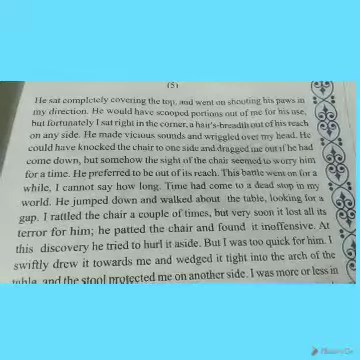 (5)
He sat completely covering the top, and went on shooting his paws in
my direction. He would have scooped portions out of me for his use,
but fortunately I sat right in the corner, a hair's-breadth out of his reach
on any side. He made vicious sounds and wriggled over my head. He
could have knocked the chair to one side and dragged me out if he had
come down, but somehow the sight of the chair seemed to worry him
for a time. He preferred to be out of its reach. This battle went on for a
while, I cannot say how long. Time had come to a dead stop in my
world. He jumped down and walked about the table, looking for a
gap. I rattled the chair a couple of times, but very soon it lost all its
terror for him; he patted the chair and found it inoffensive. At
this discovery he tried to hurl it aside. But I was too quick for him. I
swiftly drew it towards me and wedged it tight into the arch of the
table, and the stool protected me on another side. I was more or less in